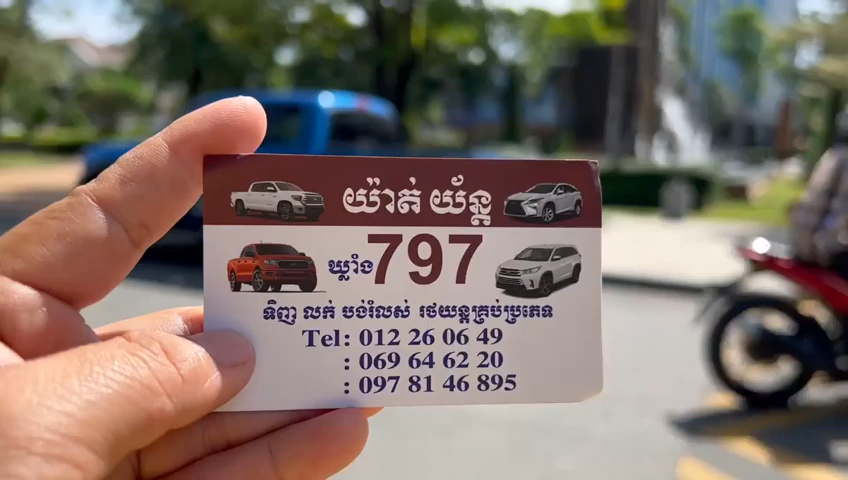 យ៉ាត់ យ័ន្ត
ឃ្លាំង 797
ទិញ លក់ បង់រំលស់ រថយន្តគ្រប់ប្រភេទ
Tel : 012 26 06 49
: 069 64 62 20
: 097 81 46 895